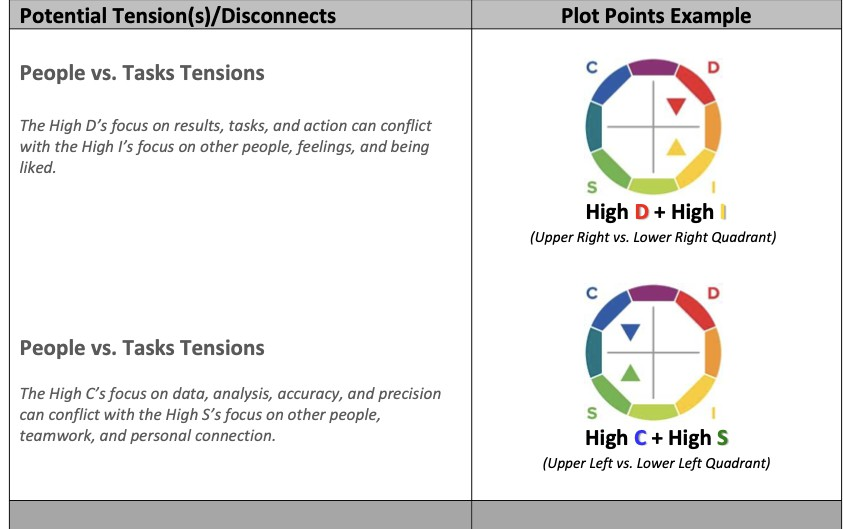 Potential Tension(s)/Disconnects
Plot Points Example
People vs. Tasks Tensions
The High D’s focus on results, tasks, and action can conflict
with the High I’s focus on other people, feelings, and being
liked.
C D
S I
High D + High I
(Upper Right vs. Lower Right Quadrant)
People vs. Tasks Tensions
The High C’s focus on data, analysis, accuracy, and precision
can conflict with the High S’s focus on other people,
teamwork, and personal connection.
C D
S I
High C + High S
(Upper Left vs. Lower Left Quadrant)